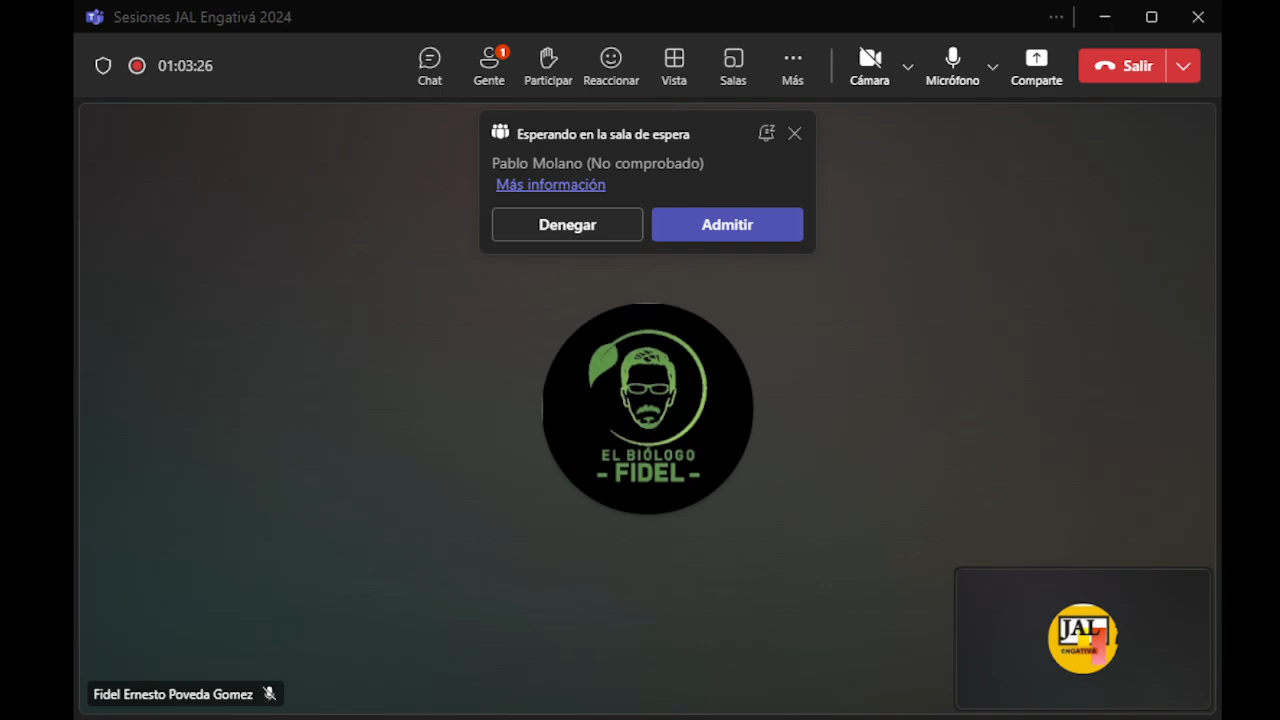 Sesiones JAL Engativá 2024
01:03:26
Chat
1
Gente
Participar
Reaccionar
Vista
Salas
Más
Cámara
Micrófono
Comparte
Salir
Esperando en la sala de espera
Pablo Molano (No comprobado)
Más información
Denegar
Admitir
EL BIÓLOGO
- FIDEL -
JAL
ENGATIVÁ
Fidel Ernesto Poveda Gomez